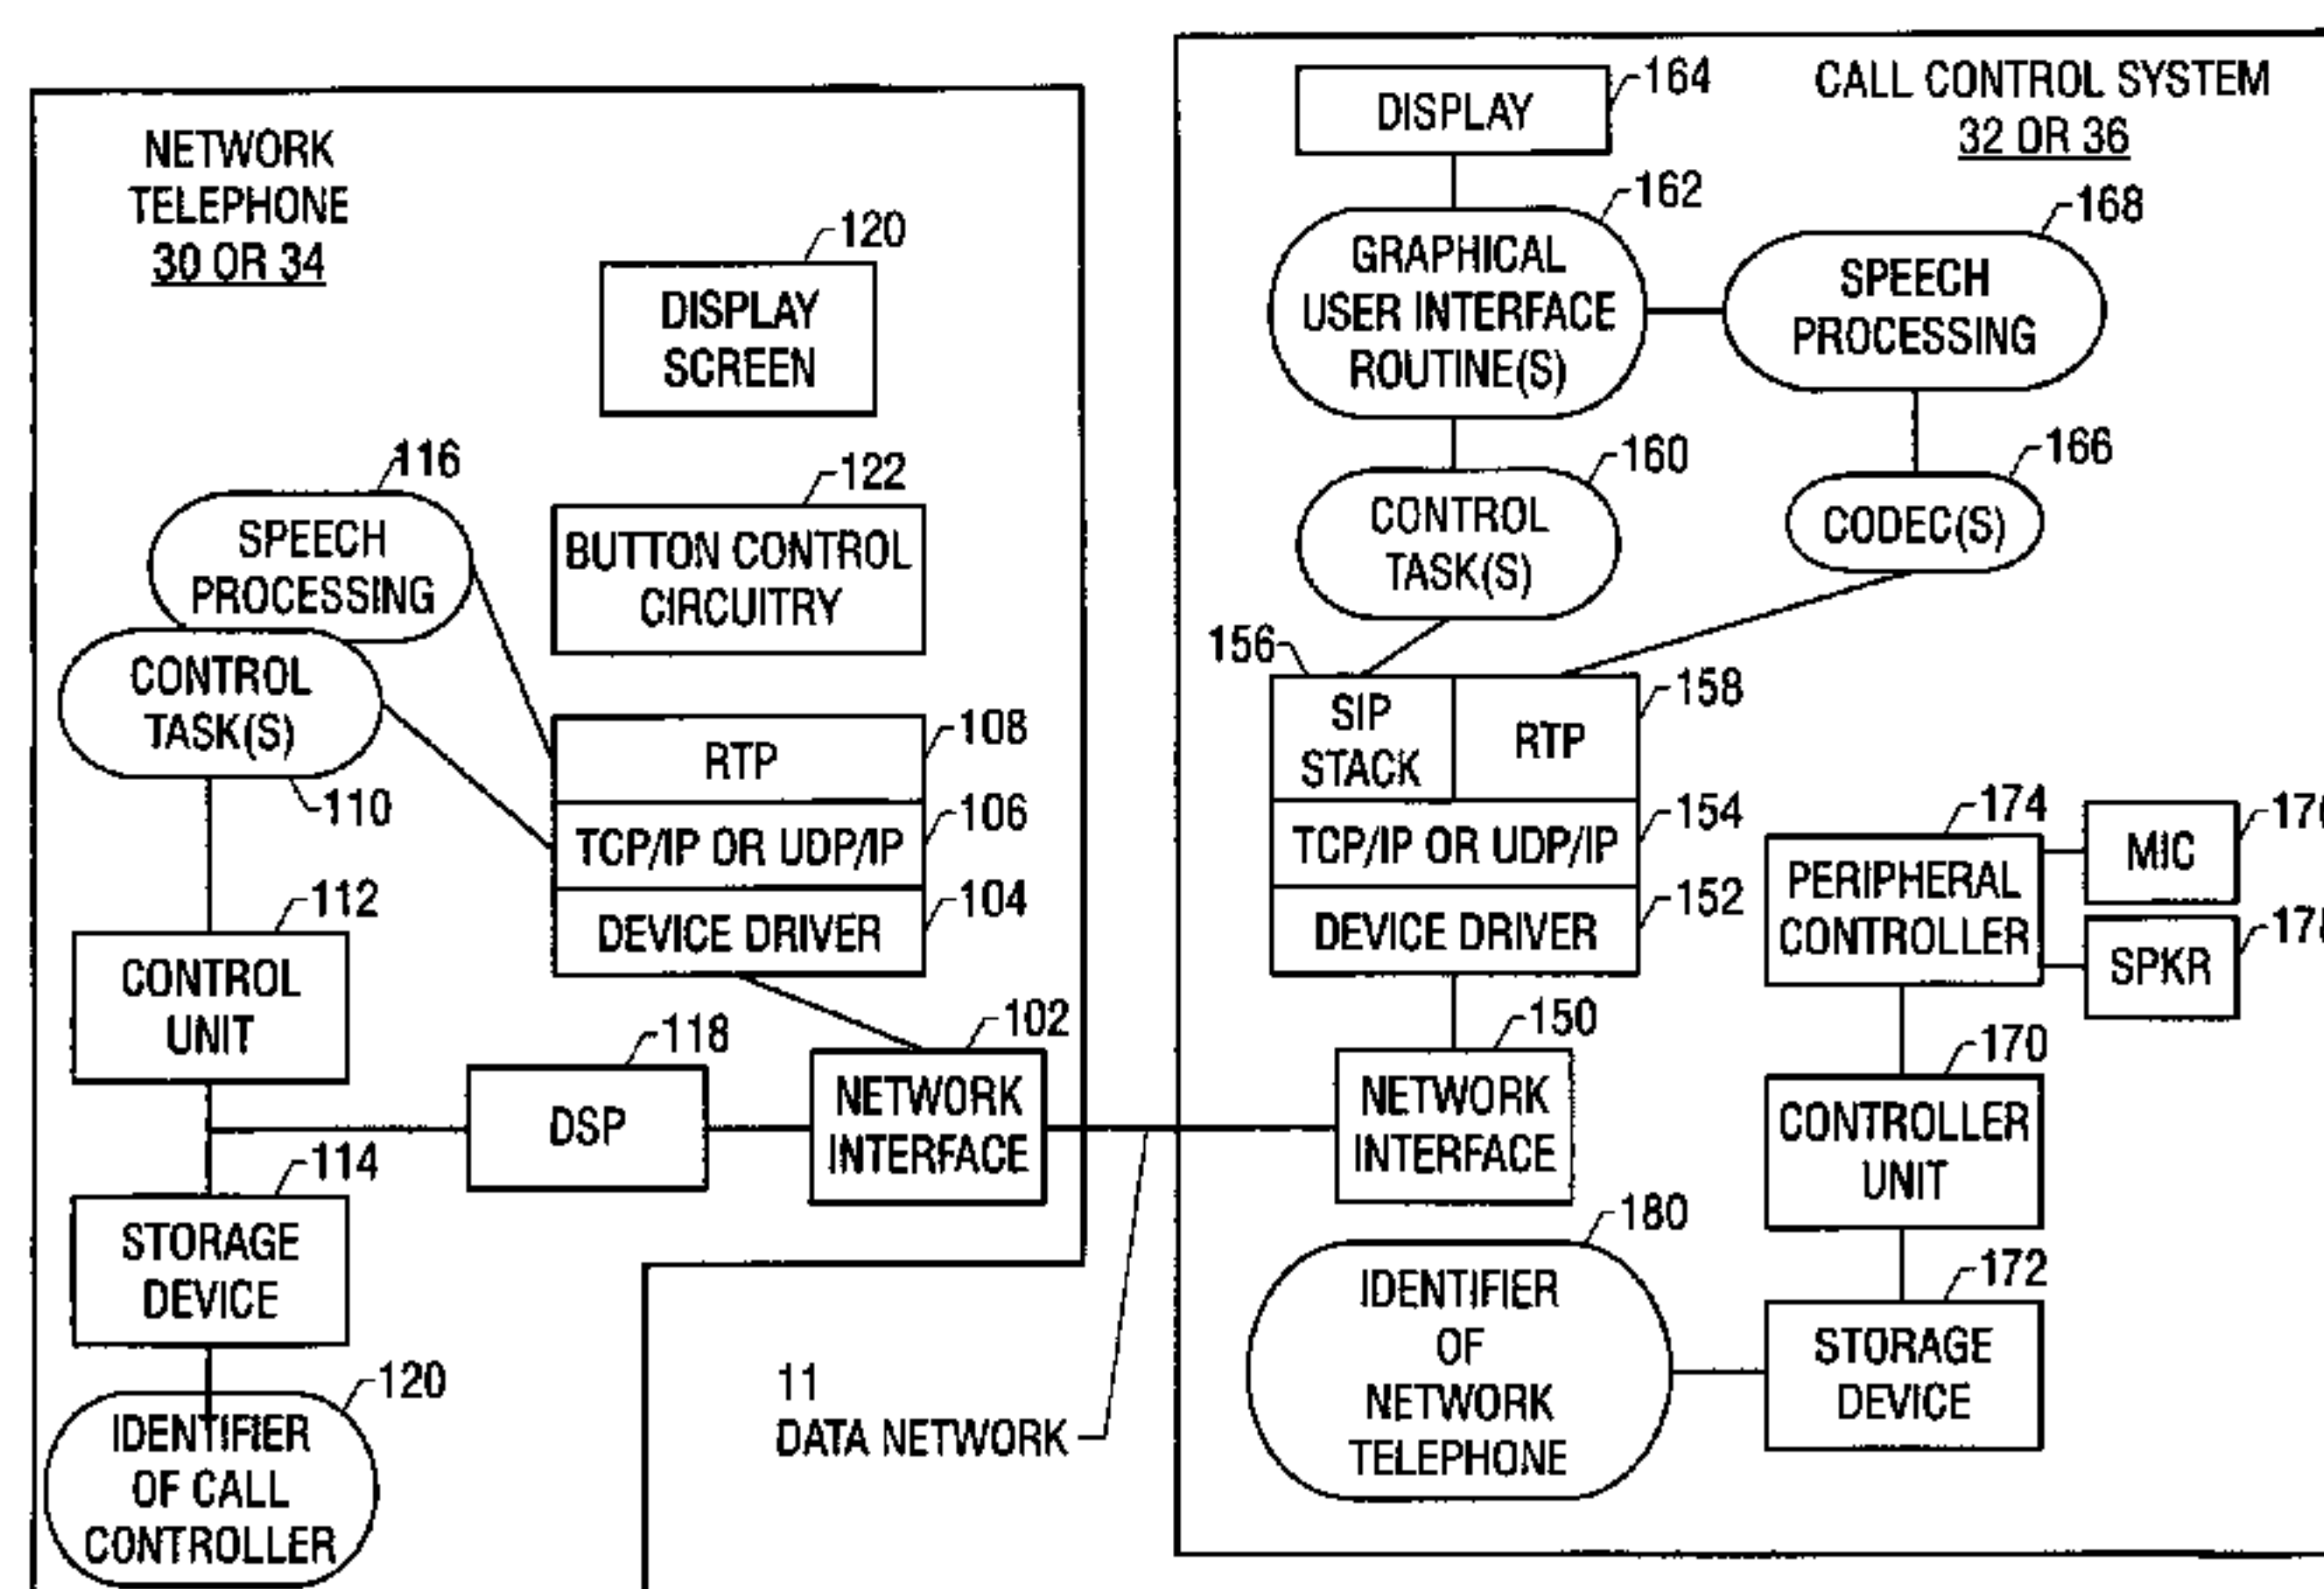 NETWORK
TELEPHONE
30 OR 34
120
DISPLAY
SCREEN
116
SPEECH
PROCESSING
122
BUTTON CONTROL
CIRCUITRY
CONTROL
TASK(S)
110
RTP
108
TCP/IP OR UDP/IP
106
DEVICE DRIVER
104
112
CONTROL
UNIT
118
DSP
102
NETWORK
INTERFACE
114
STORAGE
DEVICE
120
IDENTIFIER
OF CALL
CONTROLLER
11
DATA NETWORK
CALL CONTROL SYSTEM
32 OR 36
164
DISPLAY
162
GRAPHICAL
USER INTERFACE
ROUTINE(S)
168
SPEECH
PROCESSING
160
CONTROL
TASK(S)
166
CODEC(S)
156
SIP
STACK
158
RTP
154
TCP/IP OR UDP/IP
152
DEVICE DRIVER
174
PERIPHERAL
CONTROLLER
MIC
SPKR
150
NETWORK
INTERFACE
170
CONTROLLER
UNIT
180
IDENTIFIER
OF
NETWORK
TELEPHONE
172
STORAGE
DEVICE